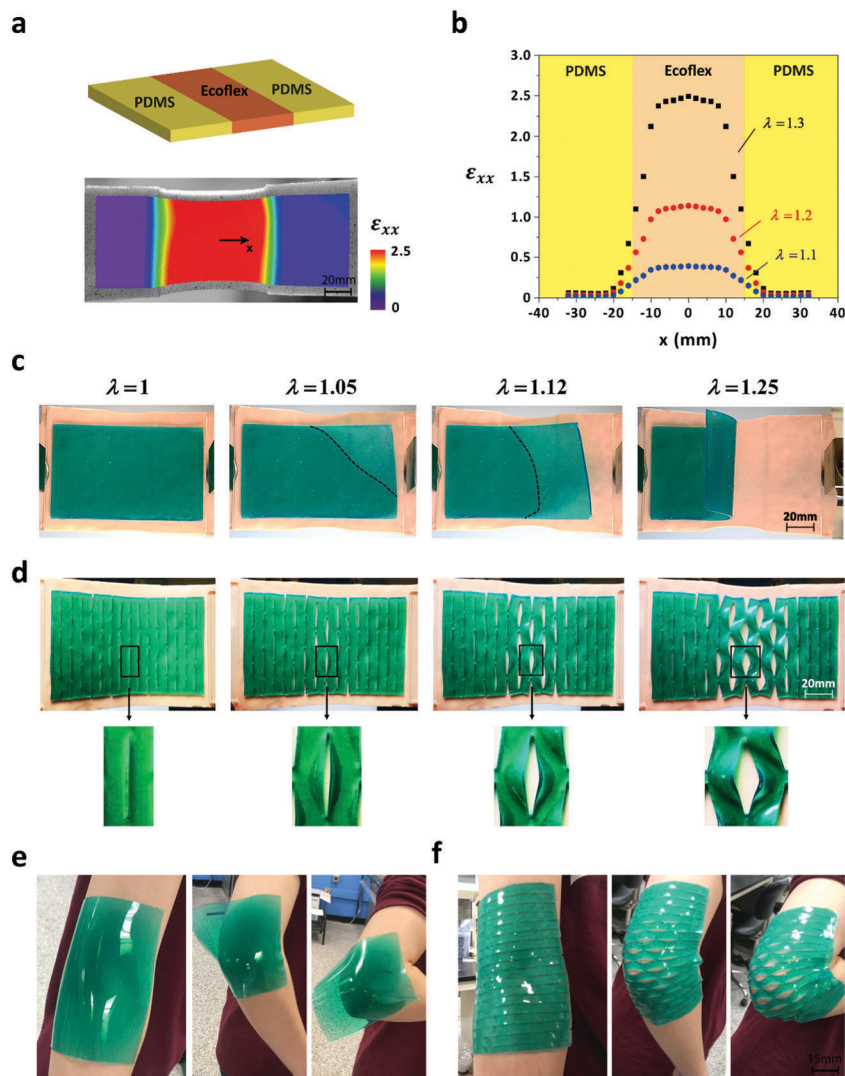 a
PDMS
Ecoflex
PDMS
εxx
2.5
0
x
20mm
b
3.0
2.5
2.0
1.5
1.0
0.5
0
εxx
PDMS
Ecoflex
PDMS
λ=1.3
λ=1.2
λ=1.1
-40 -30 -20 -10 0 10 20 30 40
x (mm)
c
λ=1
λ=1.05
λ=1.12
λ=1.25
20mm
d
20mm
e
f
15mm